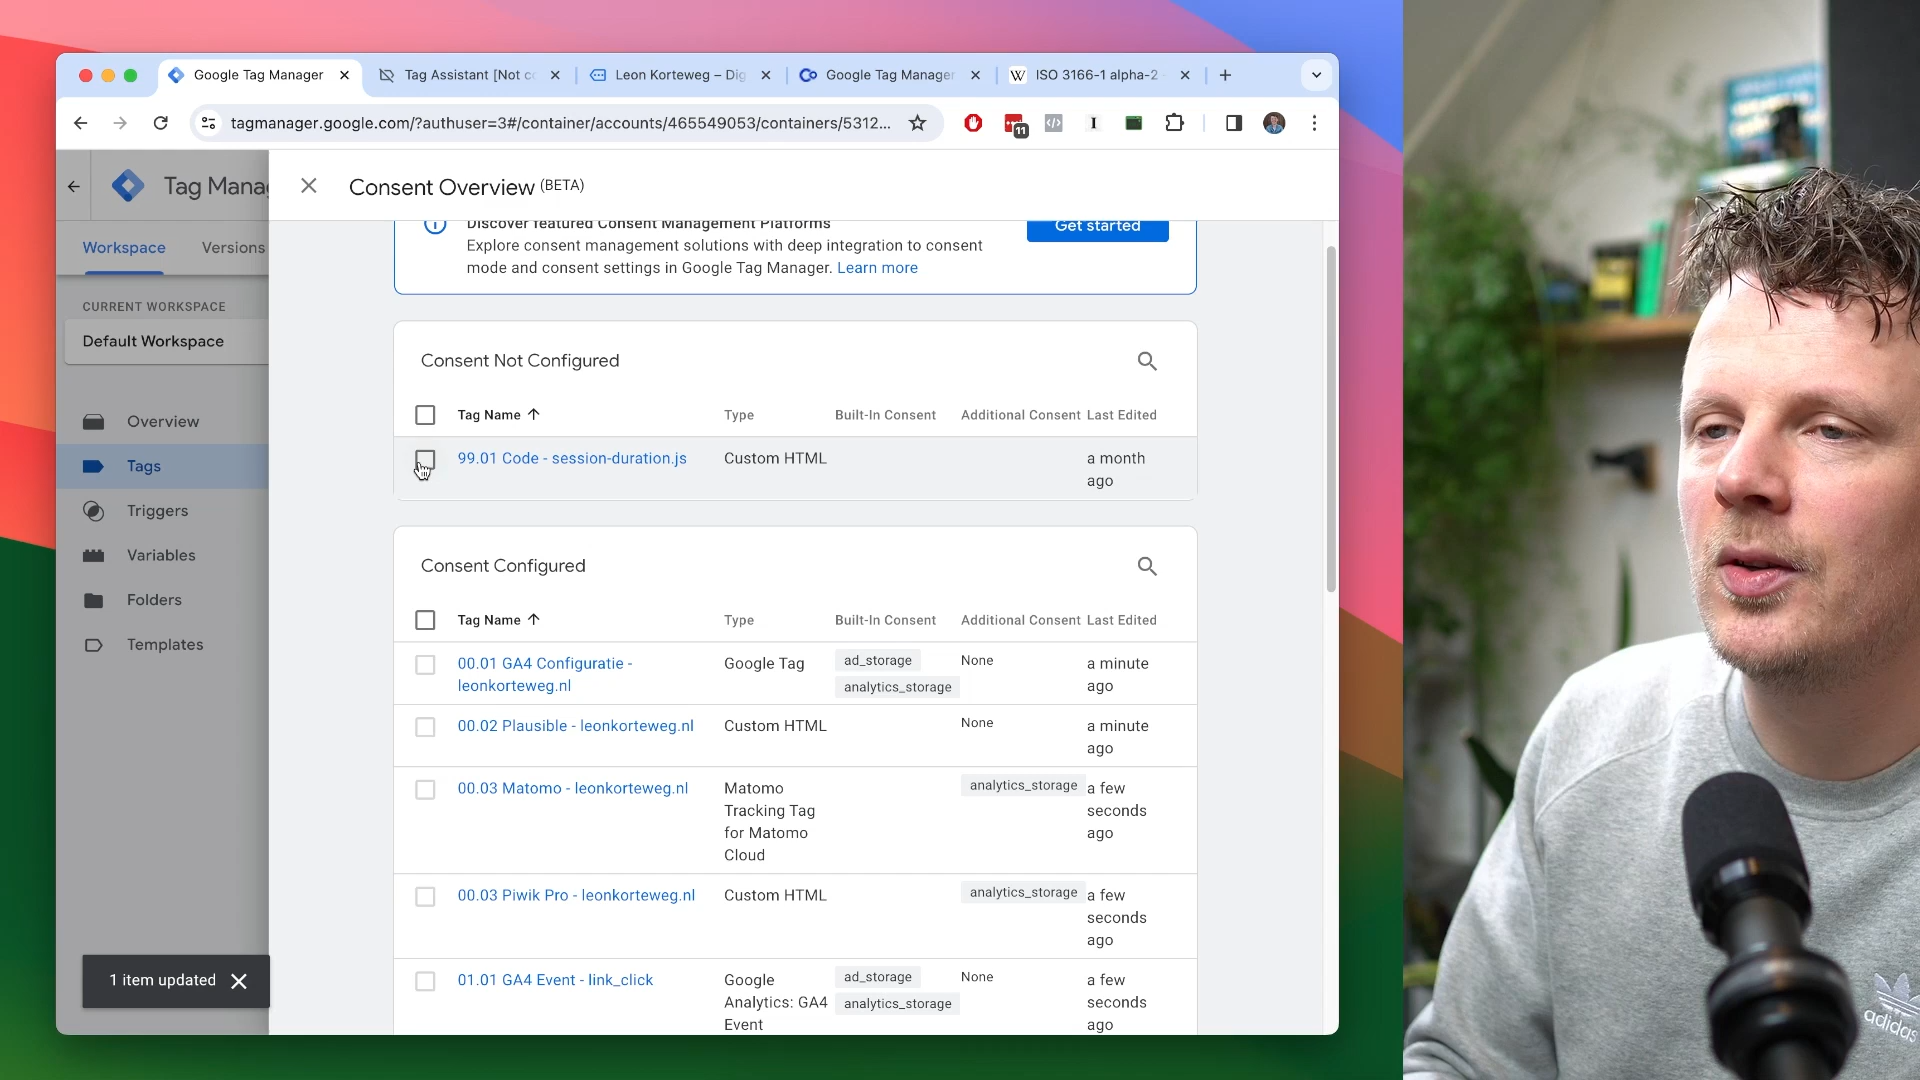 Google Tag Manager
Tag Assistant [Not c
Leon Korteweg – Dig
Google Tag Manager
ISO 3166-1 alpha-2
tagmanager.google.com/?authuser=3#/container/accounts/465549053/containers/5312...
11
Tag Mana
Consent Overview (BETA)
Workspace
Versions
Discover featured Consent Management Platforms
Explore consent management solutions with deep integration to consent
mode and consent settings in Google Tag Manager. Learn more
Get started
CURRENT WORKSPACE
Default Workspace
Overview
Tags
Triggers
Variables
Folders
Templates
Consent Not Configured
Tag Name Type Built-In Consent Additional Consent Last Edited
99.01 Code - session-duration.js Custom HTML a month
ago
Consent Configured
Tag Name Type Built-In Consent Additional Consent Last Edited
00.01 GA4 Configuratie - Google Tag ad_storage None a minute
leonkorteweg.nl analytics_storage ago
00.02 Plausible - leonkorteweg.nl Custom HTML None a minute
ago
00.03 Matomo - leonkorteweg.nl Matomo analytics_storage a few
Tracking Tag seconds
for Matomo ago
Cloud
00.03 Piwik Pro - leonkorteweg.nl Custom HTML analytics_storage a few
seconds
ago
01.01 GA4 Event - link_click Google ad_storage None a few
Analytics: GA4 analytics_storage seconds
Event ago
1 item updated
adidas